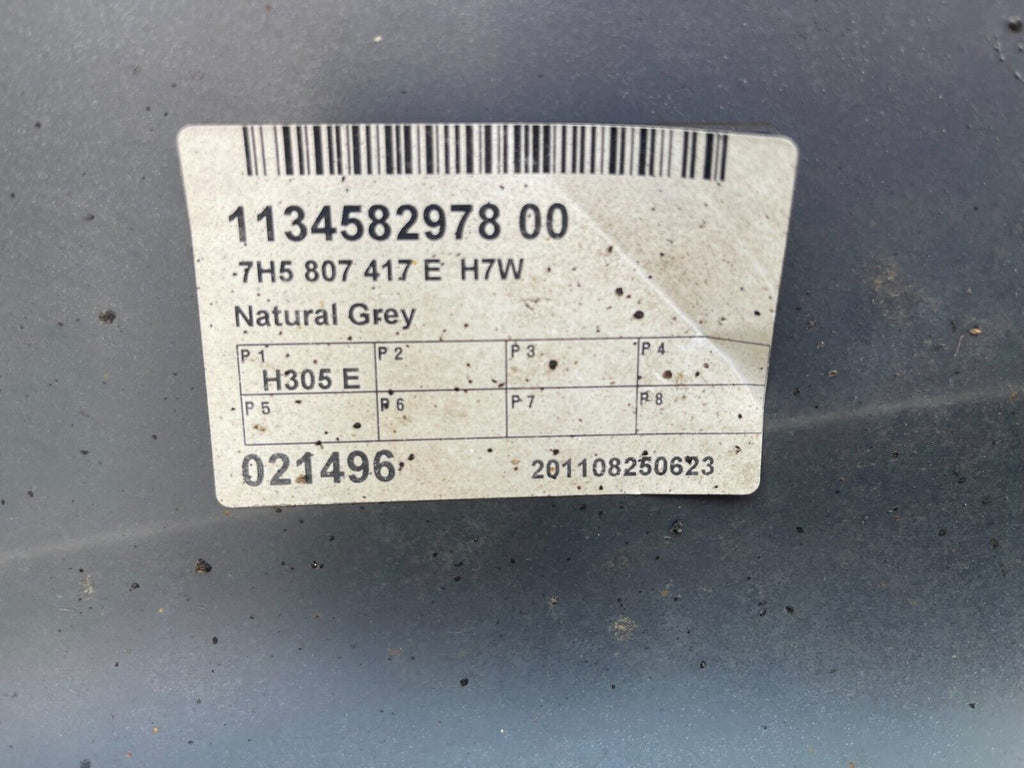 1134582978 00
7H5 807 417 E H7W
Natural Grey
P 1 P 2 P 3 P 4
H305 E
P 5 P 6 P 7 P 8
021496 201108250623